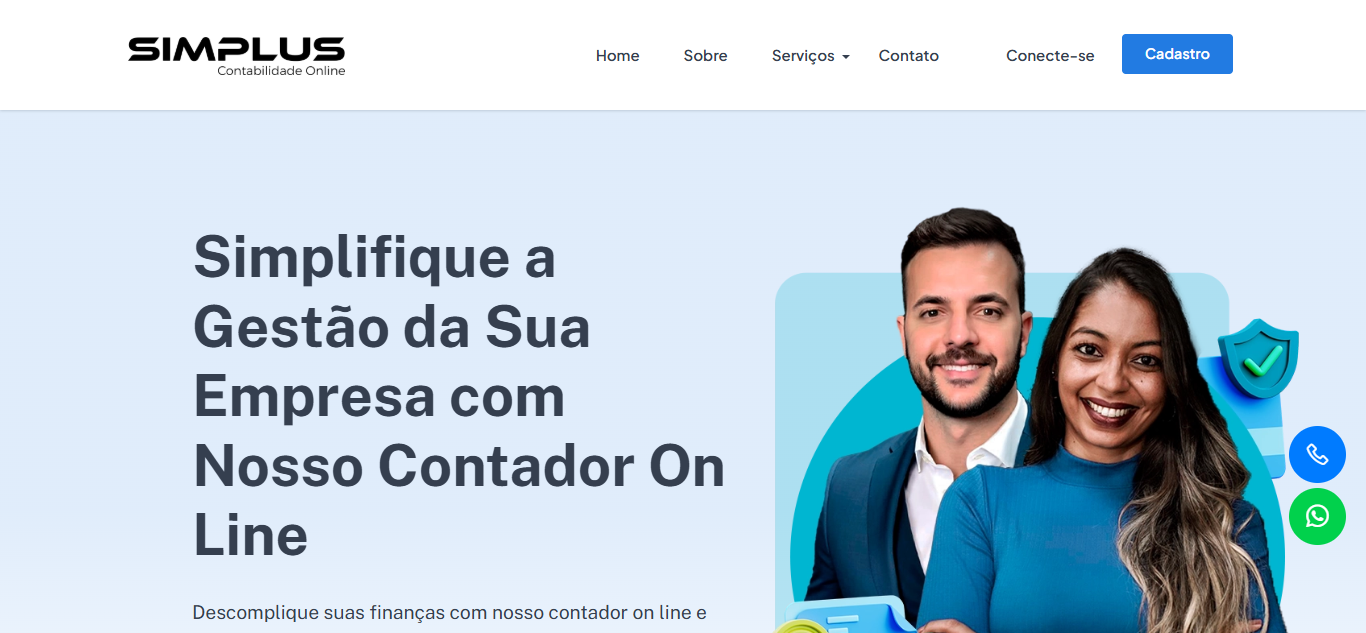 SIMPLUS
Contabilidade Online
Home Sobre Serviços Contato Conecte-se Cadastro
Simplifique a
Gestão da Sua
Empresa com
Nosso Contador On
Line
Descomplique suas finanças com nosso contador on line e